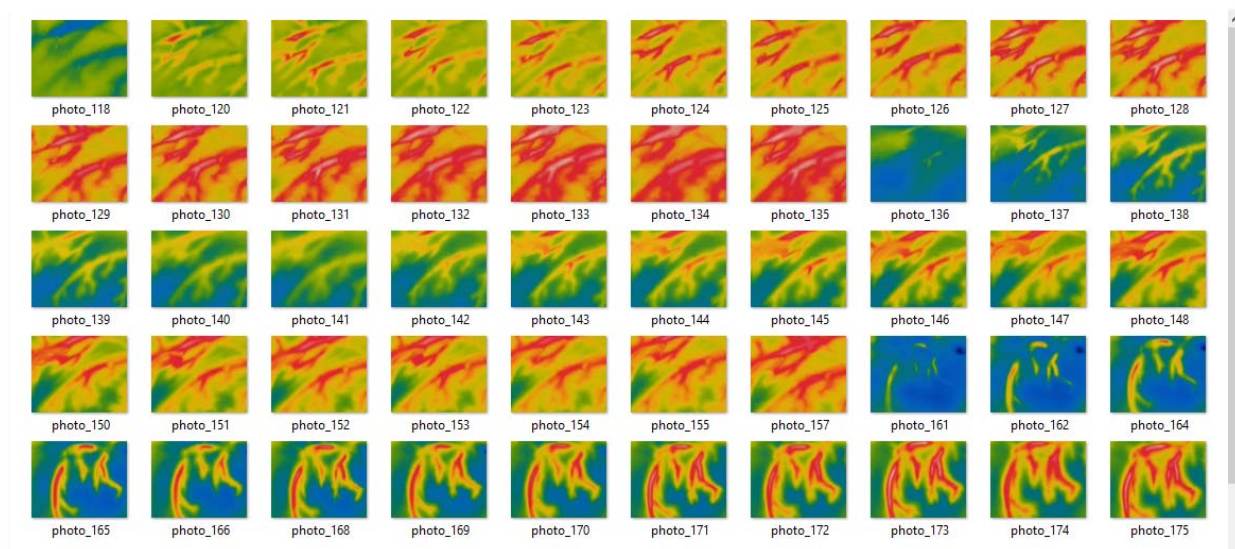 photo_118 photo_120 photo_121 photo_122 photo_123 photo_124 photo_125 photo_126 photo_127 photo_128
photo_129 photo_130 photo_131 photo_132 photo_133 photo_134 photo_135 photo_136 photo_137 photo_138
photo_139 photo_140 photo_141 photo_142 photo_143 photo_144 photo_145 photo_146 photo_147 photo_148
photo_150 photo_151 photo_152 photo_153 photo_154 photo_155 photo_157 photo_161 photo_162 photo_164
photo_165 photo_166 photo_168 photo_169 photo_170 photo_171 photo_172 photo_173 photo_174 photo_175